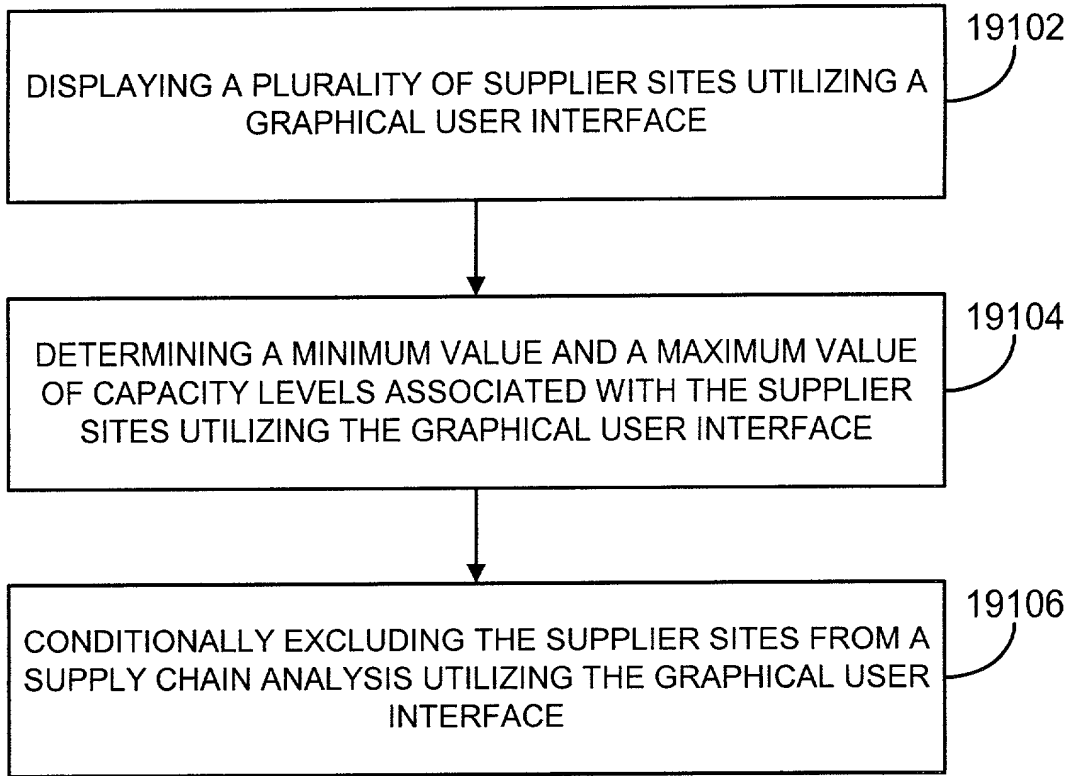 19102
DISPLAYING A PLURALITY OF SUPPLIER SITES UTILIZING A
GRAPHICAL USER INTERFACE
19104
DETERMINING A MINIMUM VALUE AND A MAXIMUM VALUE
OF CAPACITY LEVELS ASSOCIATED WITH THE SUPPLIER
SITES UTILIZING THE GRAPHICAL USER INTERFACE
19106
CONDITIONALLY EXCLUDING THE SUPPLIER SITES FROM A
SUPPLY CHAIN ANALYSIS UTILIZING THE GRAPHICAL USER
INTERFACE